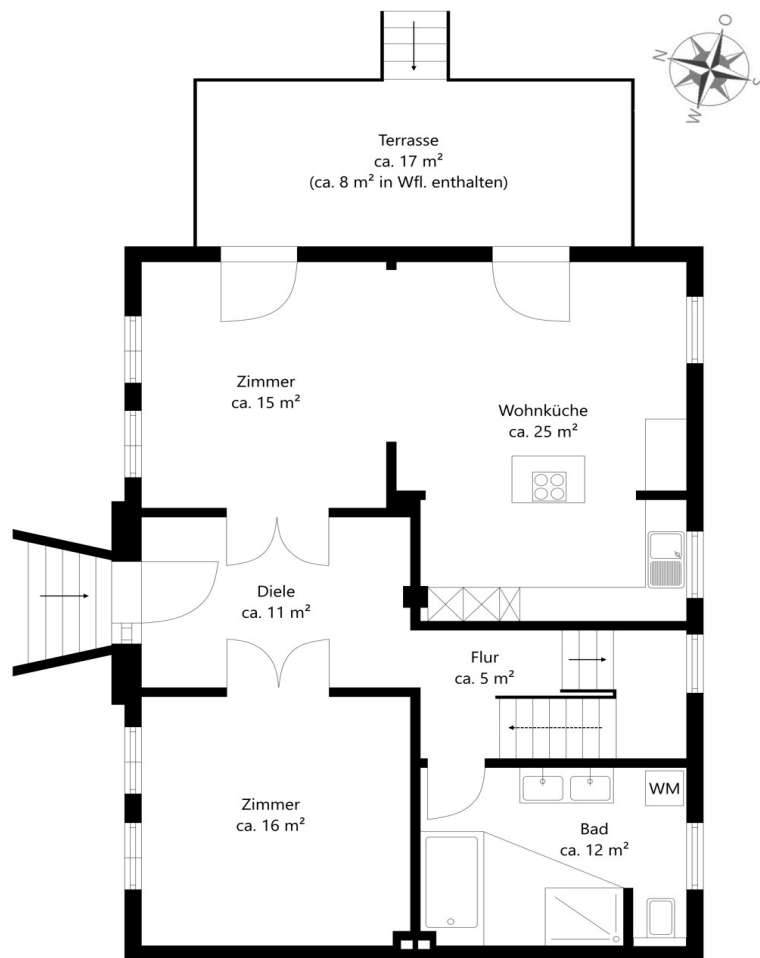 O
N
S
W
Terrasse
ca. 17 m²
(ca. 8 m² in Wfl. enthalten)
Zimmer
ca. 15 m²
Wohnküche
ca. 25 m²
Diele
ca. 11 m²
Flur
ca. 5 m²
Zimmer
ca. 16 m²
WM
Bad
ca. 12 m²